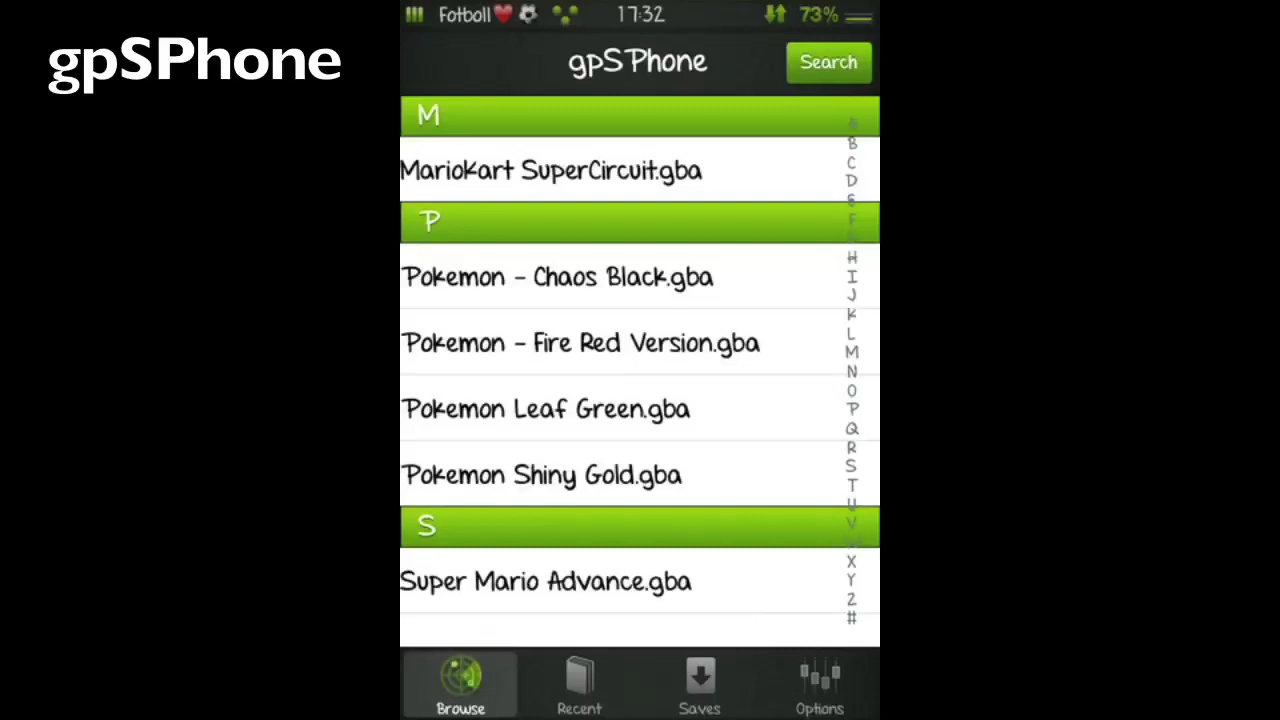 gpSPhone
Fotboll 17:32 73%
gpSPhone
Search
M
MarioKart SuperCircuit.gba
P
Pokemon - Chaos Black.gba
Pokemon - Fire Red Version.gba
Pokemon Leaf Green.gba
Pokemon Shiny Gold.gba
S
Super Mario Advance.gba
A
B
C
D
E
F
H
I
J
K
L
M
N
O
P
Q
R
S
T
U
V
W
X
Y
Z
#
Browse Recent Saves Options